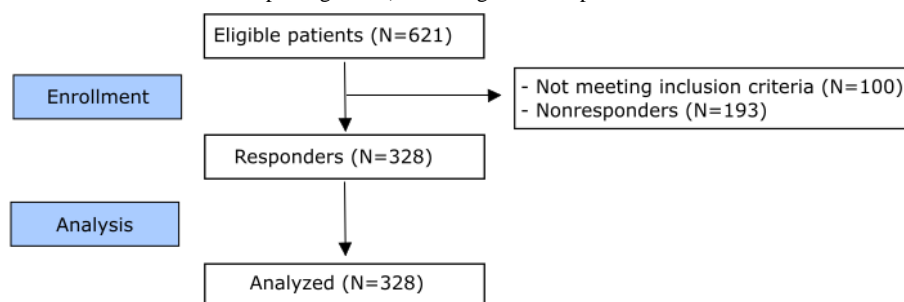 Eligible patients (N=621)
Enrollment
- Not meeting inclusion criteria (N=100)
- Nonresponders (N=193)
Responders (N=328)
Analysis
Analyzed (N=328)